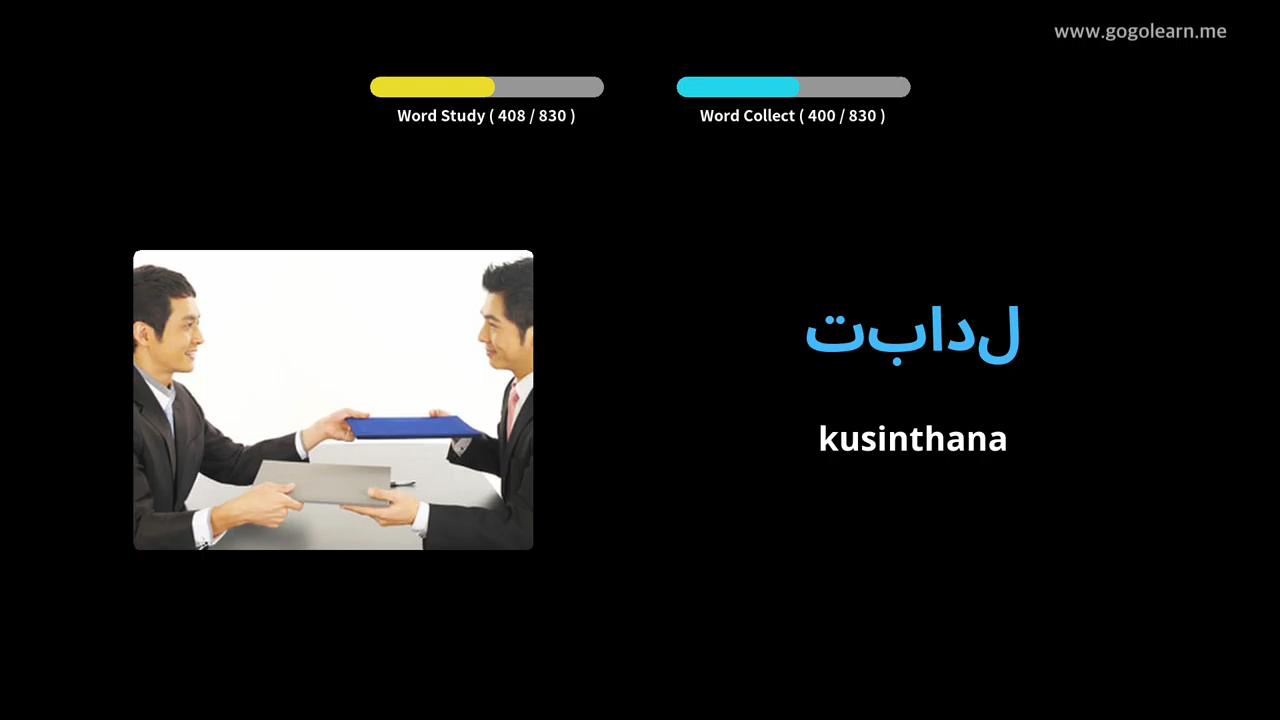 www.gogolearn.me
Word Study ( 408 / 830 )
Word Collect ( 400 / 830 )
تبادل
kusinthana